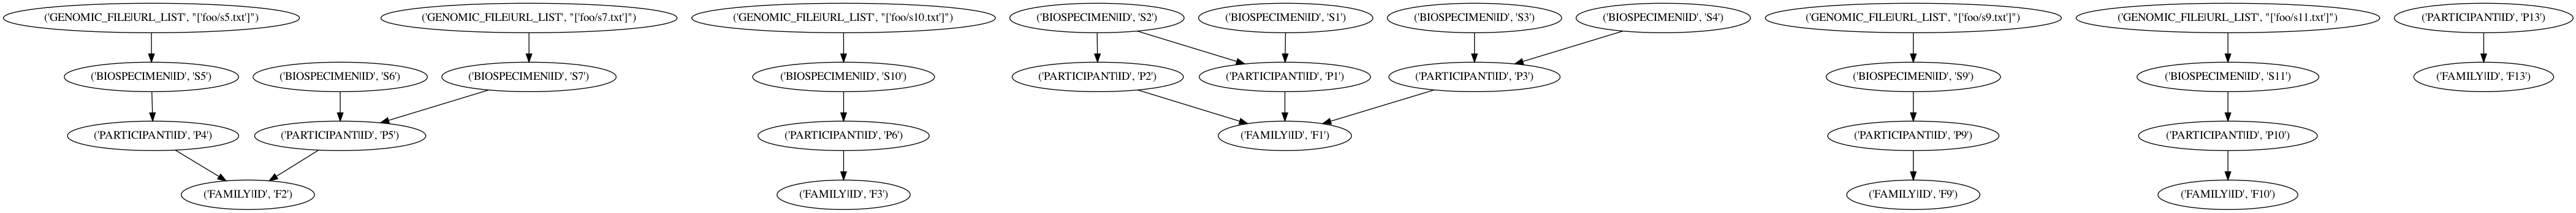 ('GENOMIC_FILE|URL_LIST', "['foo/s5.txt']")
('GENOMIC_FILE|URL_LIST', "['foo/s7.txt']")
('GENOMIC_FILE|URL_LIST', "['foo/s10.txt']")
('BIOSPECIMEN|ID', 'S2')
('BIOSPECIMEN|ID', 'S1')
('BIOSPECIMEN|ID', 'S3')
('BIOSPECIMEN|ID', 'S4')
('GENOMIC_FILE|URL_LIST', "['foo/s9.txt']")
('GENOMIC_FILE|URL_LIST', "['foo/s11.txt']")
('PARTICIPANT|ID', 'P13')
('BIOSPECIMEN|ID', 'S5')
('BIOSPECIMEN|ID', 'S6')
('BIOSPECIMEN|ID', 'S7')
('BIOSPECIMEN|ID', 'S10')
('PARTICIPANT|ID', 'P2')
('PARTICIPANT|ID', 'P1')
('PARTICIPANT|ID', 'P3')
('BIOSPECIMEN|ID', 'S9')
('BIOSPECIMEN|ID', 'S11')
('FAMILY|ID', 'F13')
('PARTICIPANT|ID', 'P4')
('PARTICIPANT|ID', 'P5')
('PARTICIPANT|ID', 'P6')
('FAMILY|ID', 'F1')
('PARTICIPANT|ID', 'P9')
('PARTICIPANT|ID', 'P10')
('FAMILY|ID', 'F2')
('FAMILY|ID', 'F3')
('FAMILY|ID', 'F9')
('FAMILY|ID', 'F10')